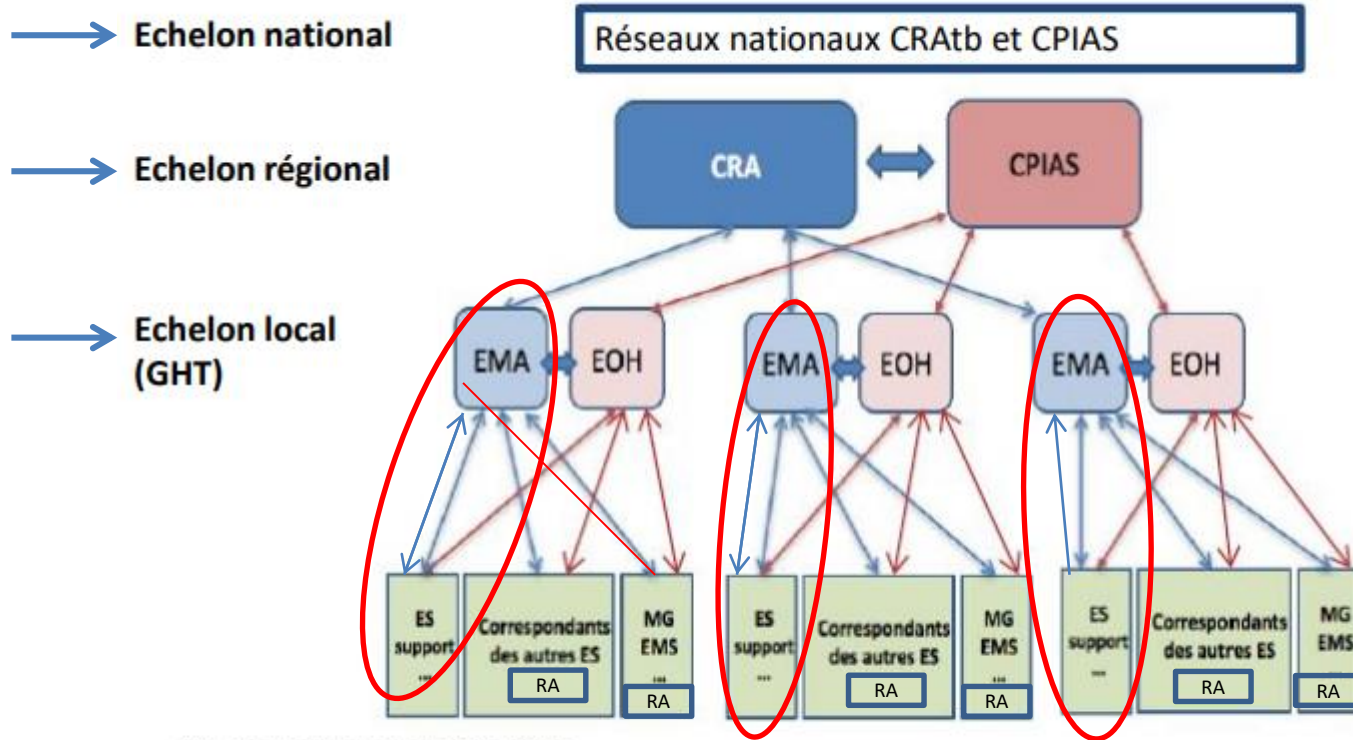 Echelon national
Réseaux nationaux CRAtb et CPIAS
Echelon régional
CRA
CPIAS
Echelon local
(GHT)
EMA
EOH
EMA
EOH
EMA
EOH
ES
support
...
Correspondants
des autres ES
RA
MG
EMS
...
RA
ES
support
...
Correspondants
des autres ES
RA
MG
EMS
...
RA
ES
support
...
Correspondants
des autres ES
RA
MG
EMS
...
RA